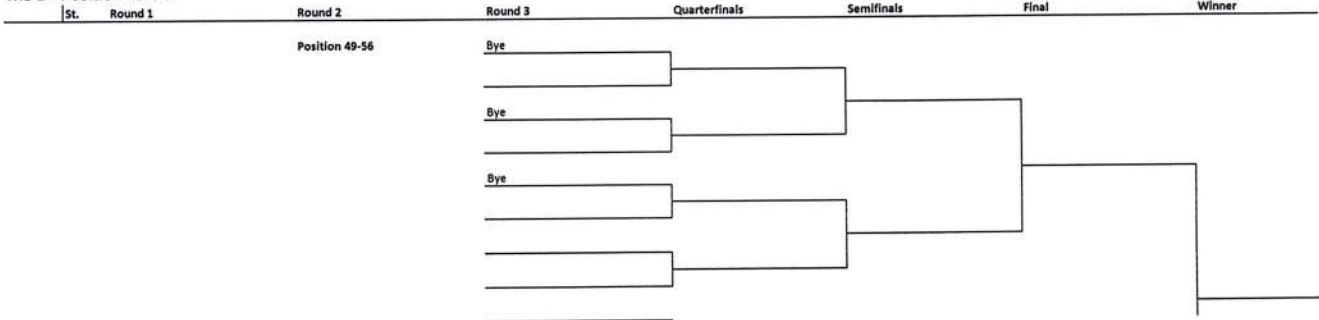 St. Round 1 Round 2 Round 3 Quarterfinals Semifinals Final Winner
Position 49-56 Bye
Bye
Bye